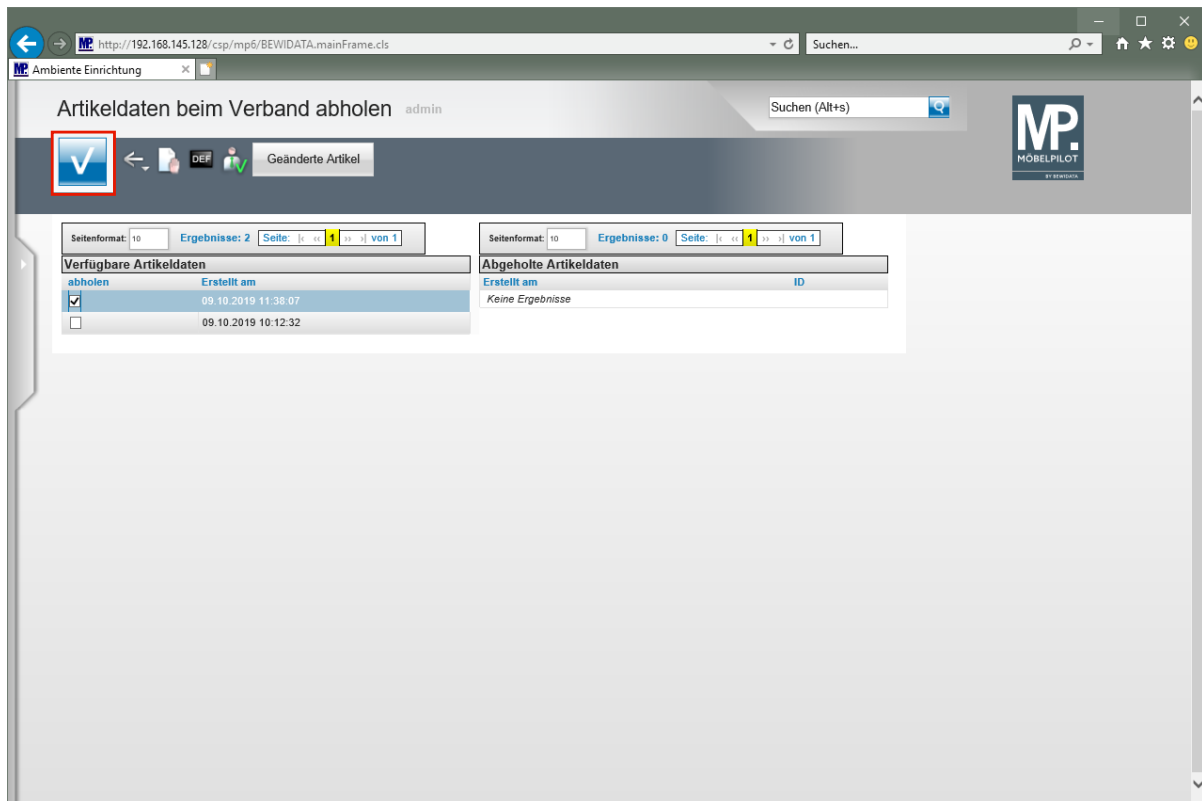 http://192.168.145.128/csp/mp6/BEWIDATA.mainFrame.cls
Suchen...
MP. Ambiente Einrichtung
Artikeldaten beim Verband abholen admin
Suchen (Alt+s)
MP.
MÖBELPILOT
BY BEWIDATA
DEF
Geänderte Artikel
Seitenformat: 10 Ergebnisse: 2 Seite: |‹ ‹‹ 1 ›› ›| von 1
Verfügbare Artikeldaten
abholen Erstellt am
09.10.2019 11:38:07
09.10.2019 10:12:32
Seitenformat: 10 Ergebnisse: 0 Seite: |‹ ‹‹ 1 ›› ›| von 1
Abgeholte Artikeldaten
Erstellt am ID
Keine Ergebnisse